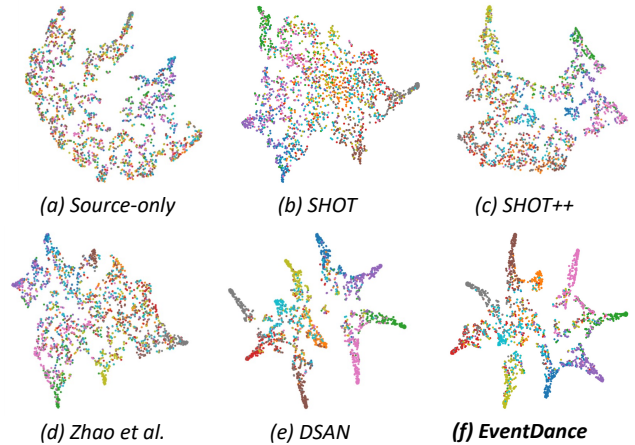 (a) Source-only
(b) SHOT
(c) SHOT++
(d) Zhao et al.
(e) DSAN
(f) EventDance